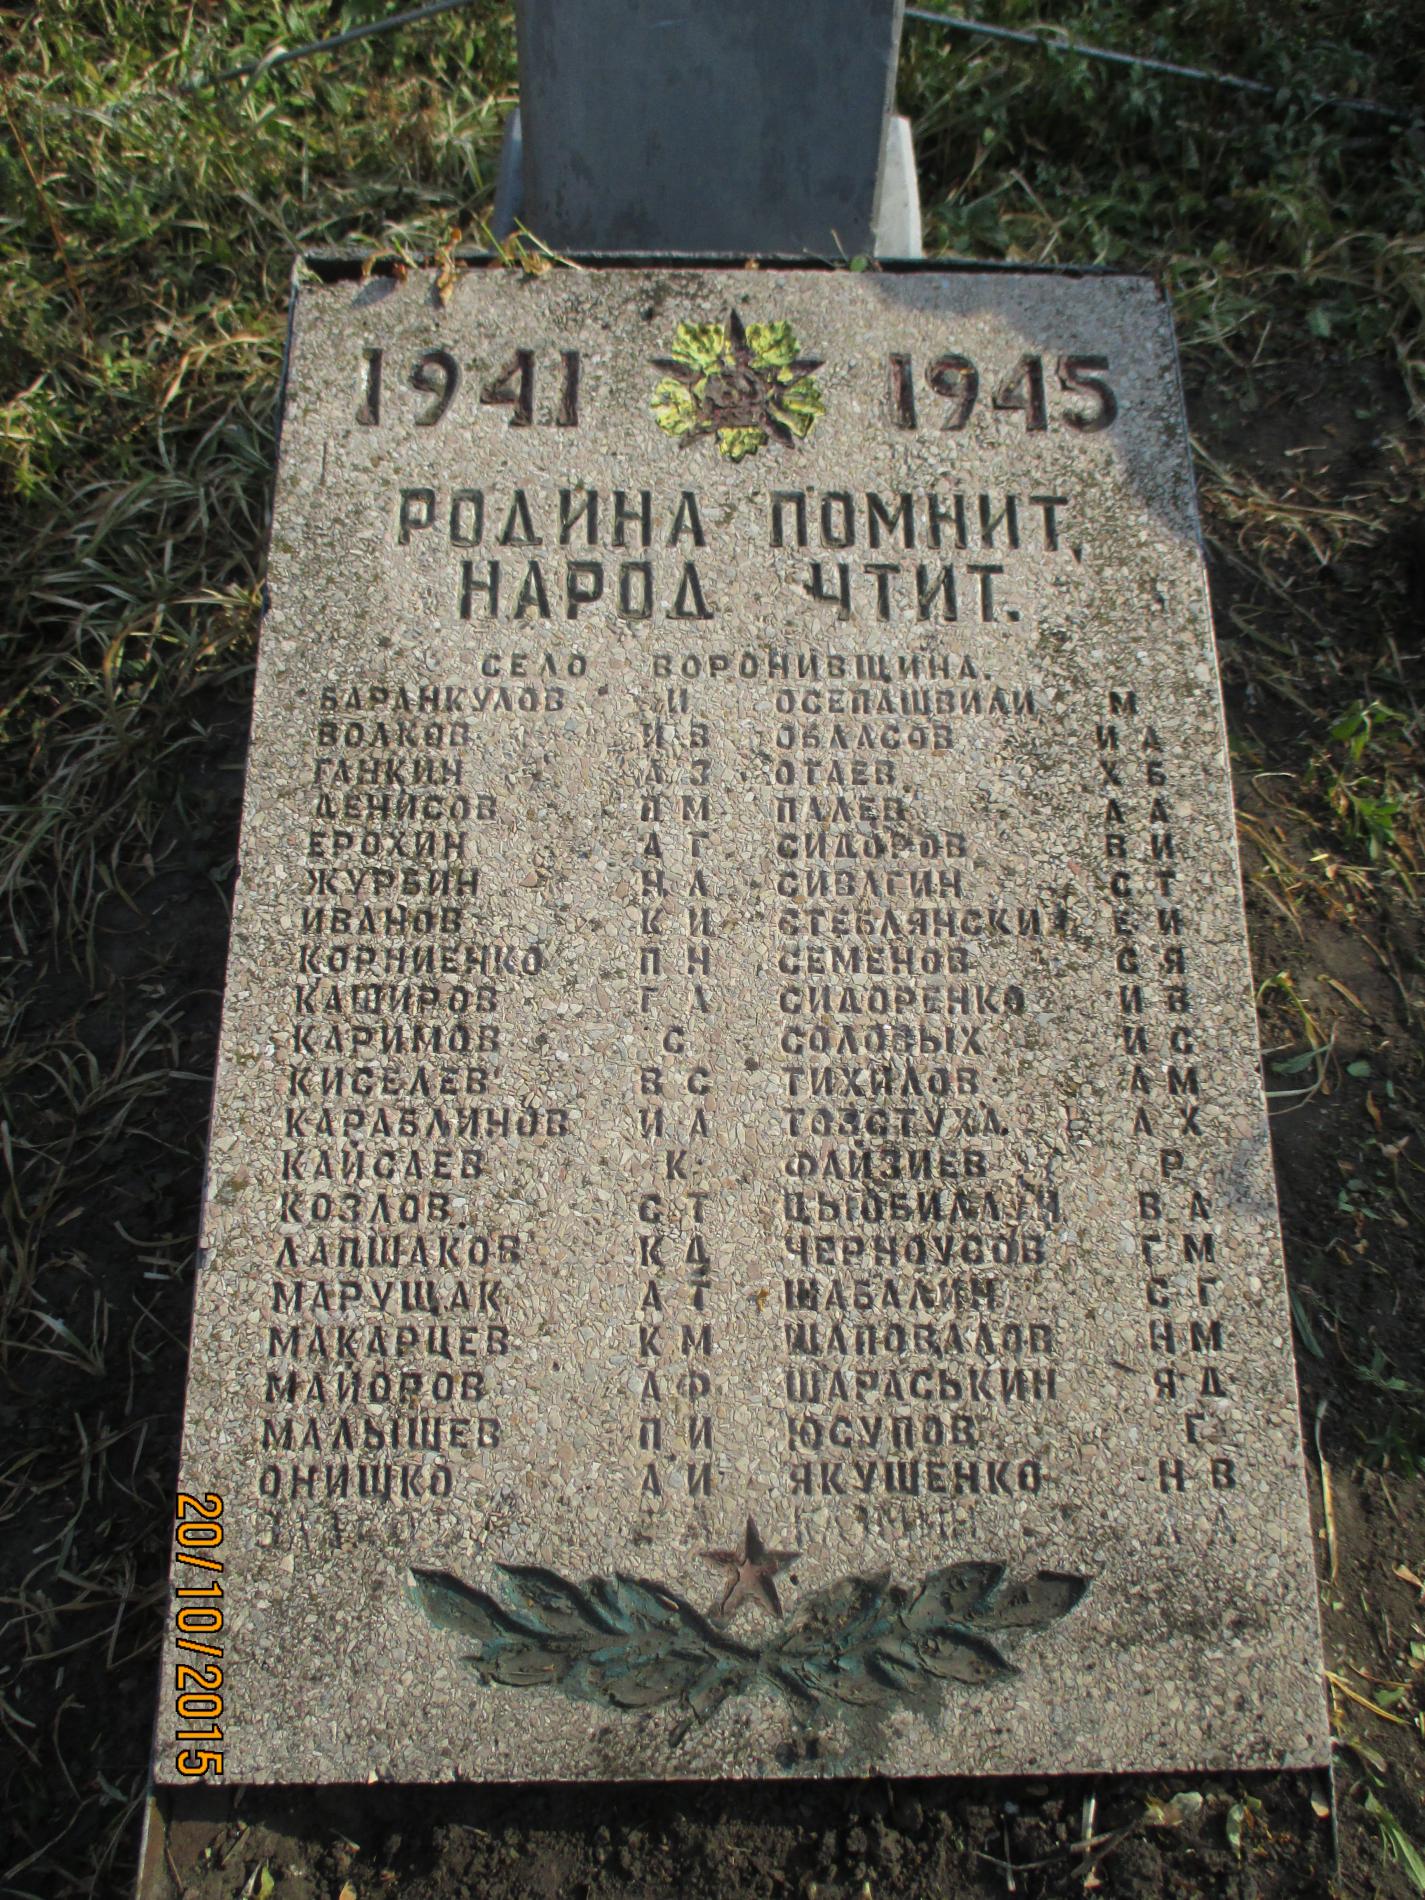 1941 1945
РОДИНА ПОМНИТ,
НАРОД ЧТИТ.
СЕЛО ВОРОНИВЩИНА.
БАРАНКУЛОВ И ОСЕПАШВИЛИ М
ВОЛКОВ И В ОБЛАСОВ И А
ГАНКИН А З ОТАЕВ Х Б
ДЕНИСОВ П М ПАЛЕВ А А
ЕРОХИН А Г СИДОРОВ В И
ЖУРБИН Н А СИВАГИН С Т
ИВАНОВ К И СТЕБЛЯНСКИЙ Е И
КОРНИЕНКО П Н СЕМЕНОВ С Я
КАШИРОВ Г А СИДОРЕНКО И В
КАРИМОВ С СОЛОВЫХ И С
КИСЕЛЕВ В С ТИХИЛОВ А М
КАРАБЛИНОВ И А ТОВСТУХА А Х
КАЙСАЕВ К ФАЙЗИЕВ Р
КОЗЛОВ С Т В А
ЛАПШАКОВ К Д ЧЕРНОУСОВ Г М
МАРУЩАК А Т ШАБАЛИН С Г
МАКАРЦЕВ К М ШАПОВАЛОВ Н М
МАЙОРОВ А Ф ШАРАСЬКИН Я Д
МАЛЫШЕВ П И ЮСУПОВ Г
ОНИЩКО А И ЯКУШЕНКО Н В
20/10/2015